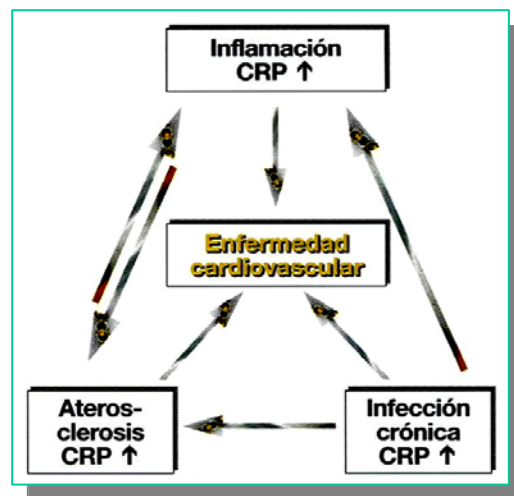 Inflamación
CRP ↑
Enfermedad
cardiovascular
Ateros-
clerosis
CRP ↑
Infección
crónica
CRP ↑